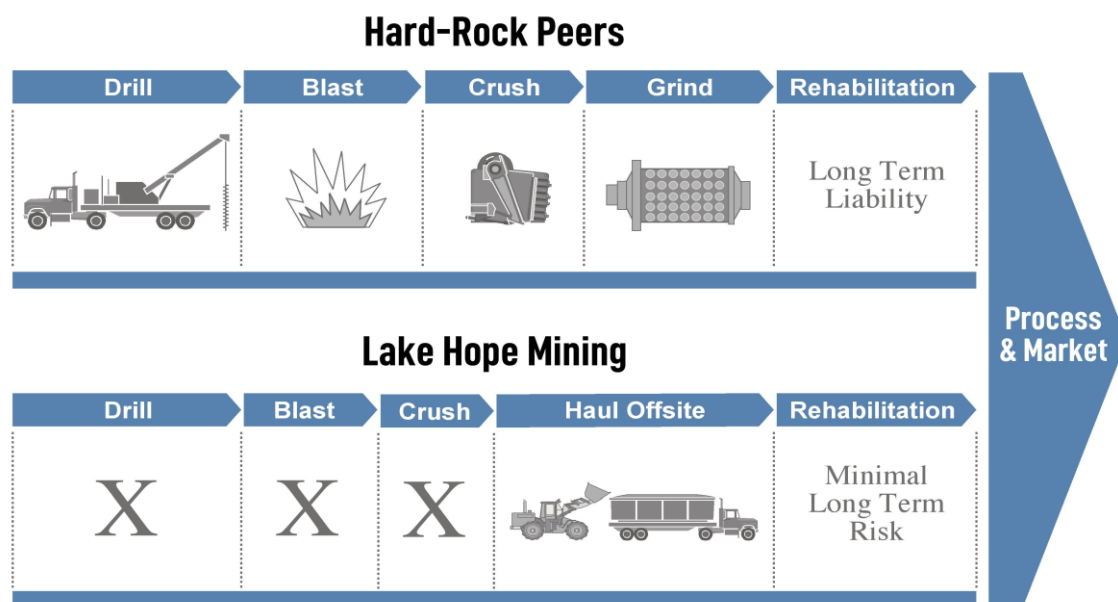 Hard-Rock Peers
Drill
Blast
Crush
Grind
Rehabilitation
Long Term
Liability
Lake Hope Mining
Drill
Blast
Crush
Haul Offsite
Rehabilitation
X
X
X
Minimal
Long Term
Risk
Process
& Market